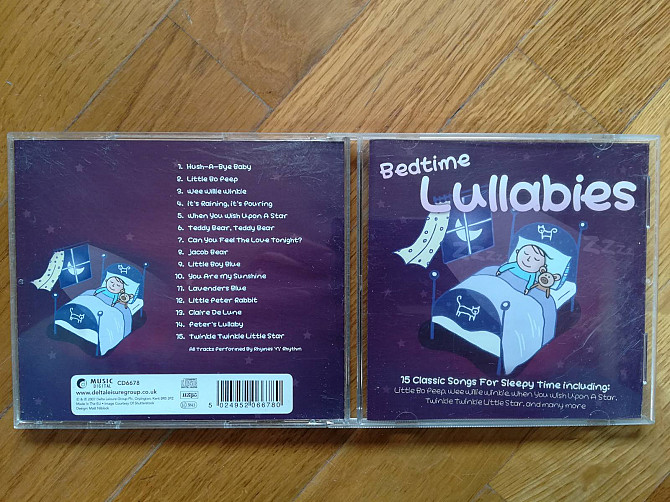 1. Hush-A-Bye Baby
2. Little Bo Peep
3. Wee Willie Winkie
4. It's Raining, it's Pouring
5. When You Wish Upon A Star
6. Teddy Bear, Teddy Bear
7. Can You Feel The Love Tonight?
8. Jacob Bear
9. Little Boy Blue
10. You Are My Sunshine
11. Lavenders Blue
12. Little Peter Rabbit
13. Claire De Lune
14. Peter's Lullaby
15. Twinkle Twinkle Little Star
All Tracks Performed By Rhymes 'n' Rhythm
MUSIC
DIGITAL
CD6678
www.deltaleisuregroup.co.uk
5 024952 066780
Bedtime
Lullabies
ZZZ
15 Classic Songs For Sleepy Time including:
Little Bo Peep, Wee Willie Winkie, When You Wish Upon A Star,
Twinkle Twinkle Little Star, and many more